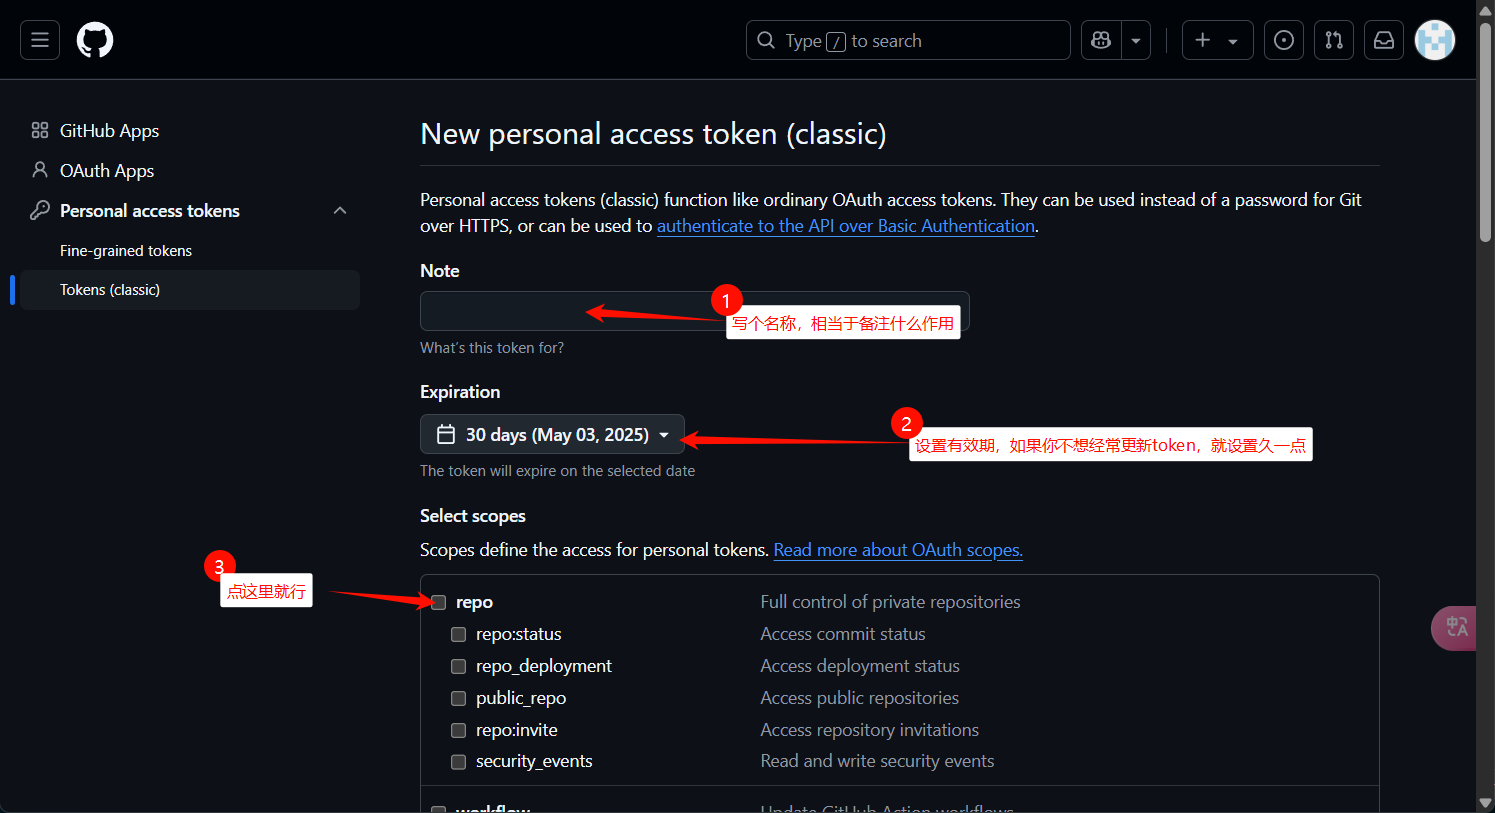 Type / to search
GitHub Apps
OAuth Apps
Personal access tokens
Fine-grained tokens
Tokens (classic)
New personal access token (classic)
Personal access tokens (classic) function like ordinary OAuth access tokens. They can be used instead of a password for Git
over HTTPS, or can be used to authenticate to the API over Basic Authentication.
Note
1
写个名称，相当于备注什么作用
What's this token for?
Expiration
30 days (May 03, 2025)
2
设置有效期，如果你不想经常更新token，就设置久一点
The token will expire on the selected date
Select scopes
Scopes define the access for personal tokens. Read more about OAuth scopes.
3
点这里就行
repo Full control of private repositories
repo:status Access commit status
repo_deployment Access deployment status
public_repo Access public repositories
repo:invite Access repository invitations
security_events Read and write security events
workflow Update GitHub Action workflows
中A